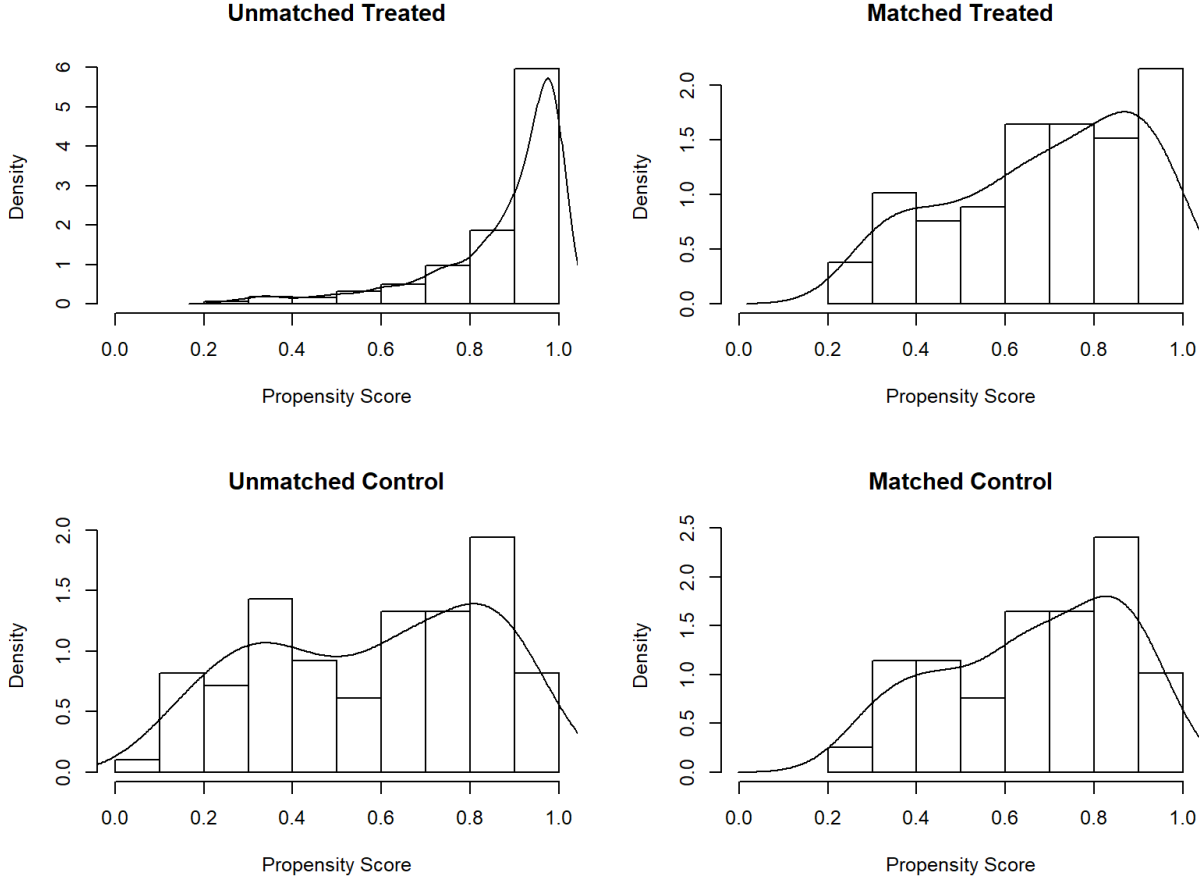 Unmatched Treated
Density
0 1 2 3 4 5 6
0.0 0.2 0.4 0.6 0.8 1.0
Propensity Score
Matched Treated
Density
0.0 0.5 1.0 1.5 2.0
0.0 0.2 0.4 0.6 0.8 1.0
Propensity Score
Unmatched Control
Density
0.0 0.5 1.0 1.5 2.0
0.0 0.2 0.4 0.6 0.8 1.0
Propensity Score
Matched Control
Density
0.0 0.5 1.0 1.5 2.0 2.5
0.0 0.2 0.4 0.6 0.8 1.0
Propensity Score